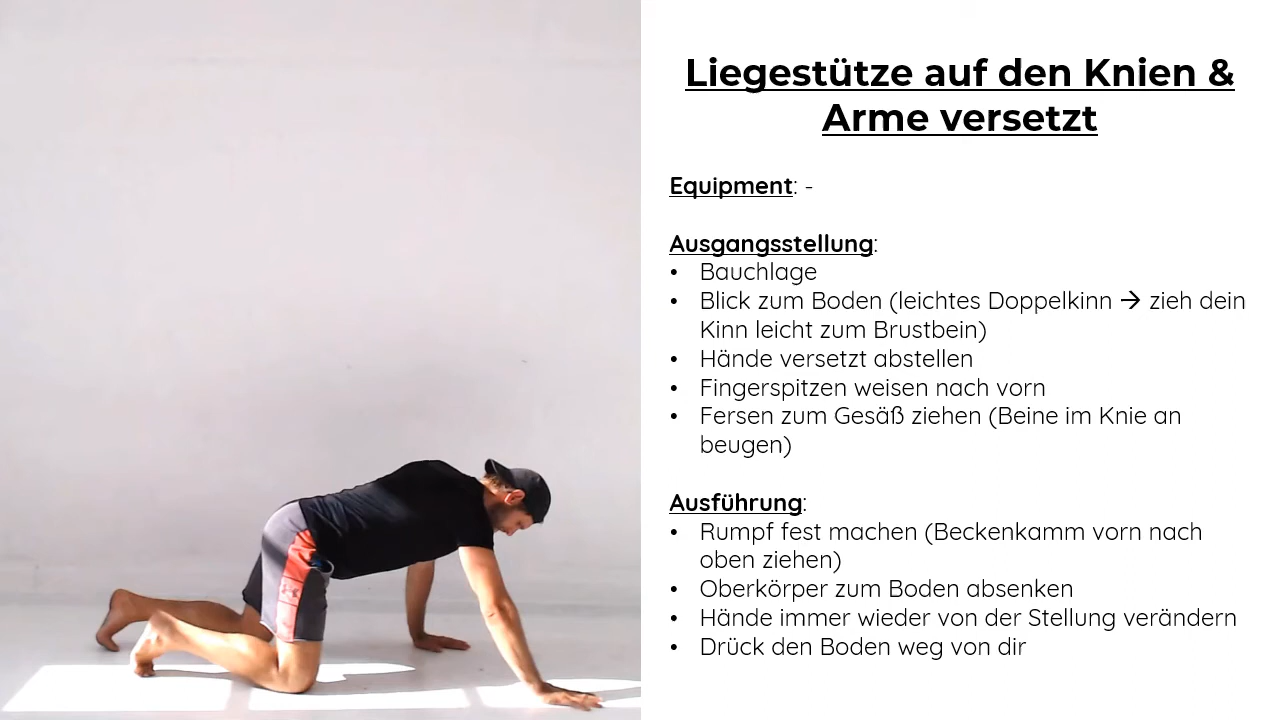 Liegestütze auf den Knien &
Arme versetzt
Equipment: -
Ausgangsstellung:
• Bauchlage
• Blick zum Boden (leichtes Doppelkinn → zieh dein
Kinn leicht zum Brustbein)
• Hände versetzt abstellen
• Fingerspitzen weisen nach vorn
• Fersen zum Gesäß ziehen (Beine im Knie an
beugen)
Ausführung:
• Rumpf fest machen (Beckenkamm vorn nach
oben ziehen)
• Oberkörper zum Boden absenken
• Hände immer wieder von der Stellung verändern
• Drück den Boden weg von dir